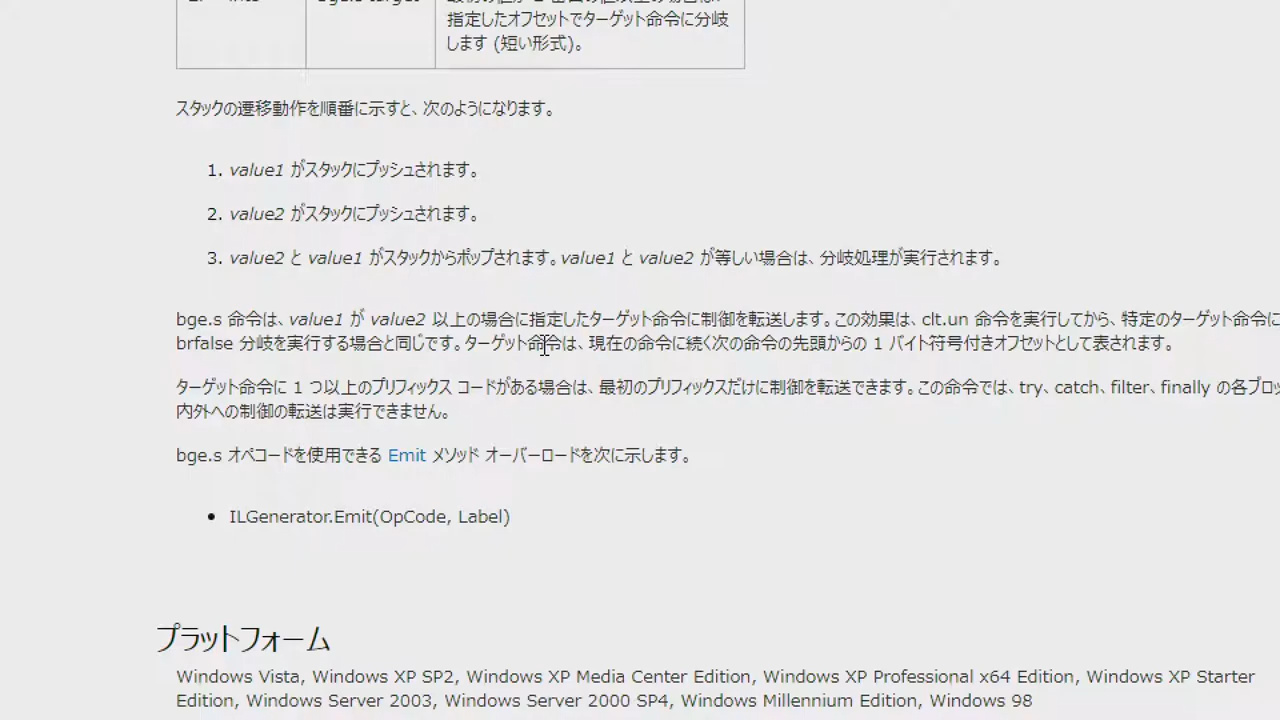 指定したオフセットでターゲット命令に分岐
します (短い形式)。
スタックの遷移動作を順番に示すと、次のようになります。
1. value1 がスタックにプッシュされます。
2. value2 がスタックにプッシュされます。
3. value2 と value1 がスタックからポップされます。value1 と value2 が等しい場合は、分岐処理が実行されます。
bge.s 命令は、value1 が value2 以上の場合に指定したターゲット命令に制御を転送します。この効果は、clt.un 命令を実行してから、特定のターゲット命令に
brfalse 分岐を実行する場合と同じです。ターゲット命令は、現在の命令に続く次の命令の先頭からの 1 バイト符号付きオフセットとして表されます。
ターゲット命令に 1 つ以上のプリフィックス コードがある場合は、最初のプリフィックスだけに制御を転送できます。この命令では、try、catch、filter、finally の各ブロッ
内外への制御の転送は実行できません。
bge.s オペコードを使用できる Emit メソッド オーバーロードを次に示します。
• ILGenerator.Emit(OpCode, Label)
プラットフォーム
Windows Vista, Windows XP SP2, Windows XP Media Center Edition, Windows XP Professional x64 Edition, Windows XP Starter
Edition, Windows Server 2003, Windows Server 2000 SP4, Windows Millennium Edition, Windows 98